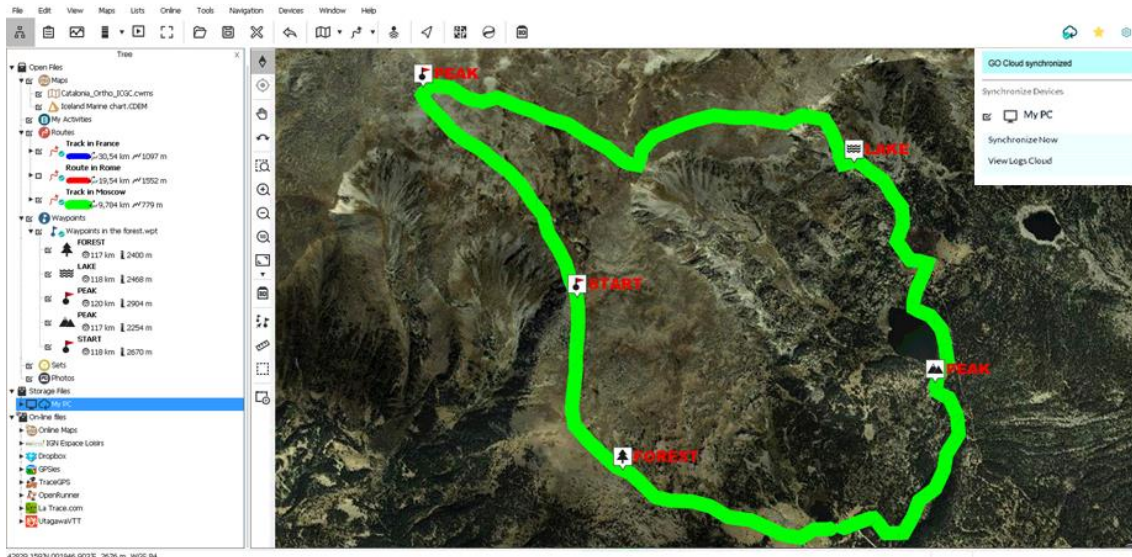 File Edit View Maps Lists Online Tools Navigation Devices Window Help
Tree X
Open Files
Maps
Catalonia_Ortho_ICGC.cwms
Iceland Marine chart.CDEM
My Activities
Routes
Track in France
30,54 km 1097 m
Route in Rome
19,54 km 1552 m
Track in Moscow
9,784 km 779 m
Waypoints
Waypoints in the forest.wpt
FOREST
117 km 2400 m
LAKE
118 km 2468 m
PEAK
120 km 2904 m
PEAK
117 km 2254 m
START
118 km 2670 m
Sets
Photos
Storage Files
My PC
On-line files
Online Maps
IGN Espace Loisirs
Dropbox
GPSies
TraceGPS
OpenRunner
La Trace.com
UtagawaVTT
PEAK
LAKE
START
PEAK
FOREST
GO Cloud synchronized
Synchronize Devices
My PC
Synchronize Now
View Logs Cloud